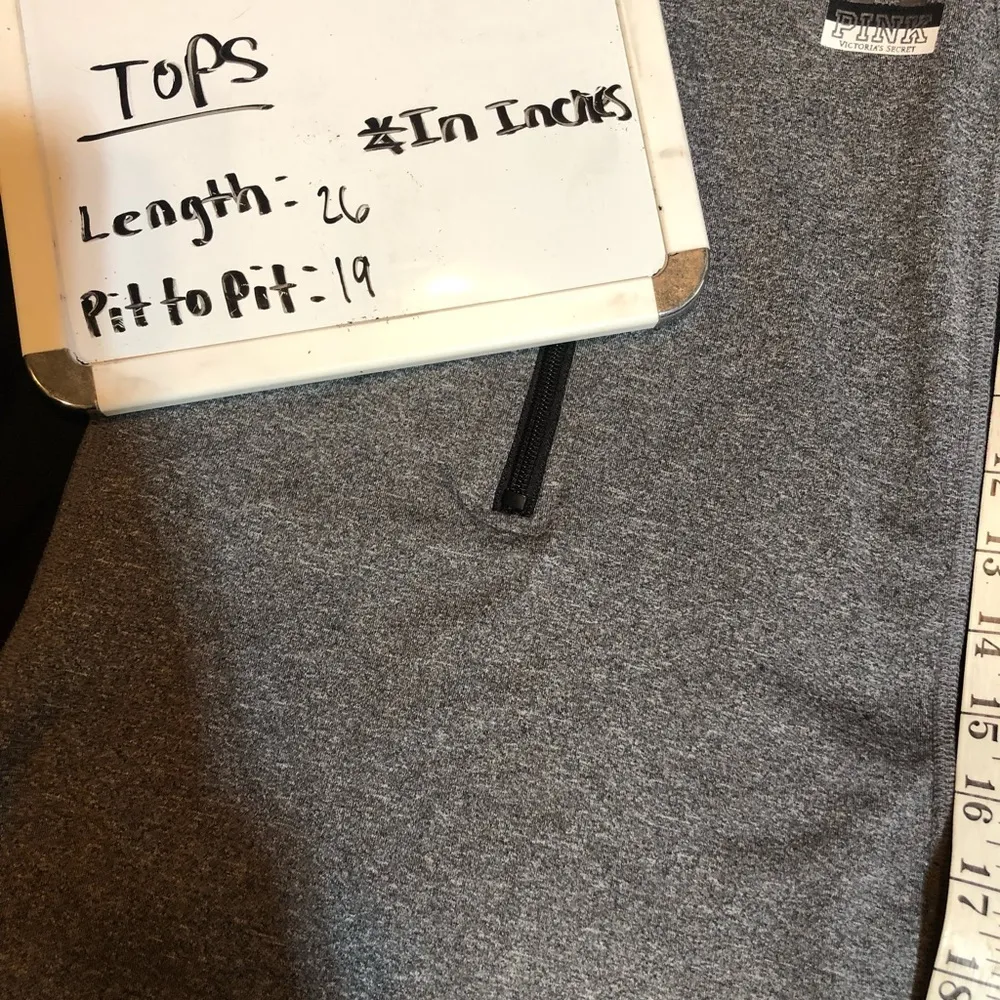 PINK
VICTORIA'S SECRET
TOPS
*In Inches
Length: 26
Pit to Pit: 19
12
13
14
15
16
17
18